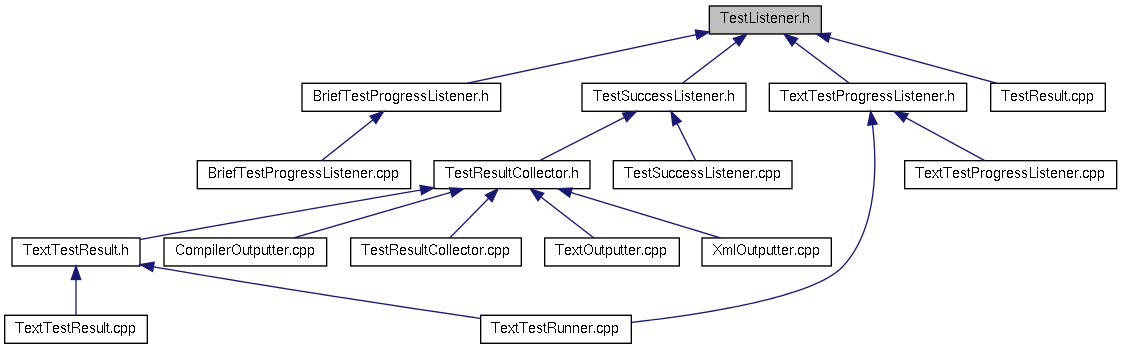 TestListener.h
BriefTestProgressListener.h
TestSuccessListener.h
TextTestProgressListener.h
TestResult.cpp
BriefTestProgressListener.cpp
TestResultCollector.h
TestSuccessListener.cpp
TextTestProgressListener.cpp
TextTestResult.h
CompilerOutputter.cpp
TestResultCollector.cpp
TextOutputter.cpp
XmlOutputter.cpp
TextTestResult.cpp
TextTestRunner.cpp